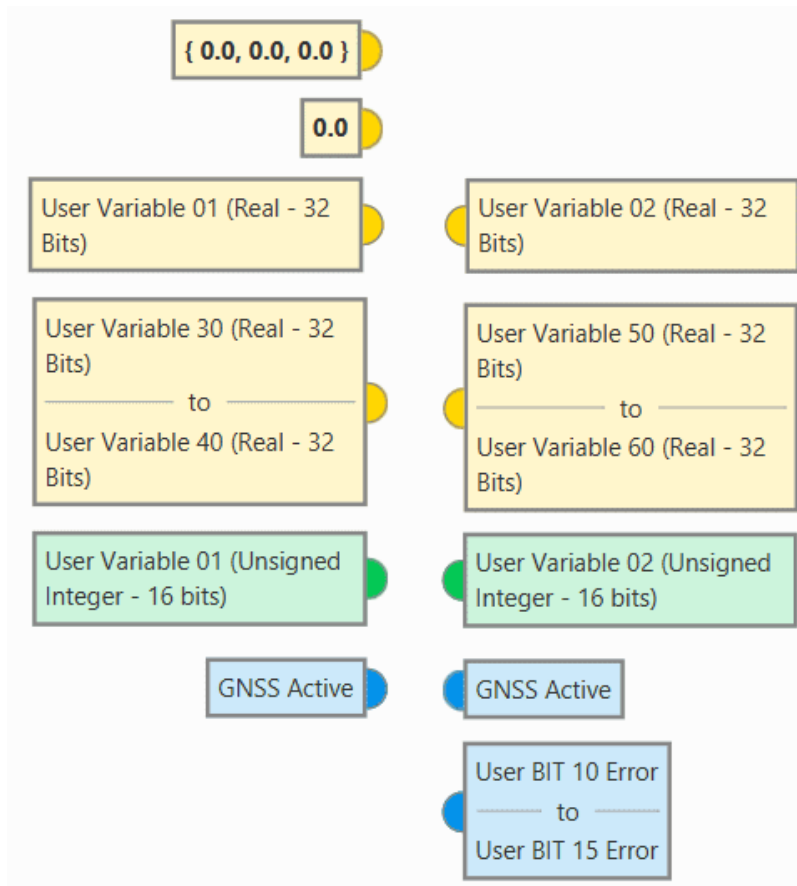 { 0.0, 0.0, 0.0 }
0.0
User Variable 01 (Real - 32
Bits)
User Variable 02 (Real - 32
Bits)
User Variable 30 (Real - 32
Bits)
to
User Variable 40 (Real - 32
Bits)
User Variable 50 (Real - 32
Bits)
to
User Variable 60 (Real - 32
Bits)
User Variable 01 (Unsigned
Integer - 16 bits)
User Variable 02 (Unsigned
Integer - 16 bits)
GNSS Active
GNSS Active
User BIT 10 Error
to
User BIT 15 Error